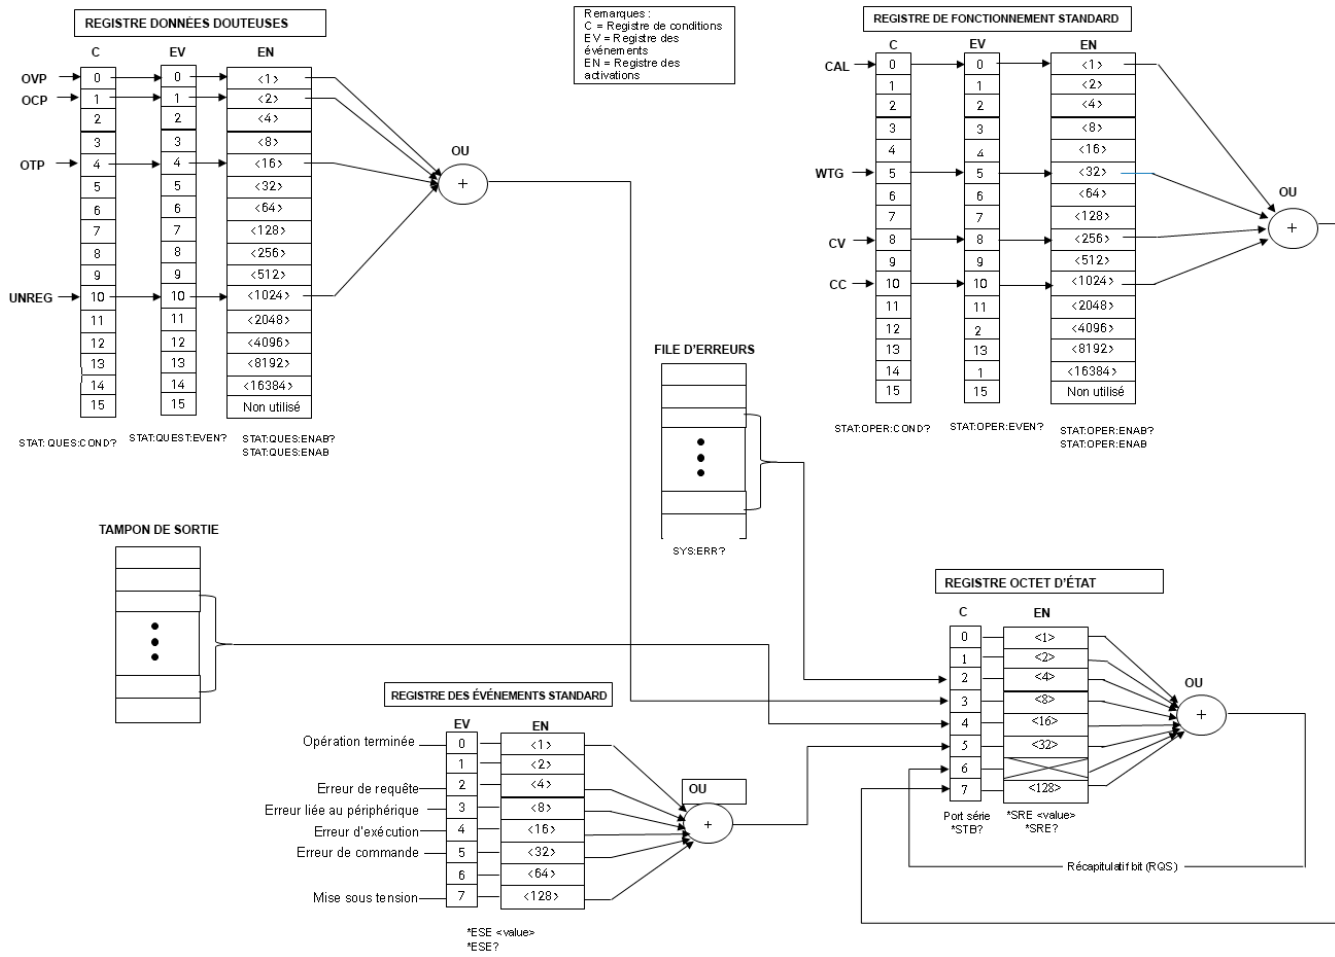 REGISTRE DONNÉES DOUTEUSES
C EV EN
OVP 0 0 <1>
OCP 1 1 <2>
2 2 <4>
3 3 <8>
OTP 4 4 <16>
5 5 <32>
6 6 <64>
7 7 <128>
8 8 <256>
9 9 <512>
UNREG 10 10 <1024>
11 11 <2048>
12 12 <4096>
13 13 <8192>
14 14 <16384>
15 15 Non utilisé
STAT:QUES:COND? STAT:QUEST:EVEN? STAT:QUES:ENAB?
STAT:QUES:ENAB
OU
+
Remarques :
C = Registre de conditions
EV = Registre des
événements
EN = Registre des
activations
REGISTRE DE FONCTIONNEMENT STANDARD
C EV EN
CAL 0 0 <1>
1 1 <2>
2 2 <4>
3 3 <8>
4 4 <16>
WTG 5 5 <32>
6 6 <64>
7 7 <128>
CV 8 8 <256>
9 9 <512>
CC 10 10 <1024>
11 11 <2048>
12 2 <4096>
13 13 <8192>
14 1 <16384>
15 15 Non utilisé
STAT:OPER:COND? STAT:OPER:EVEN? STAT:OPER:ENAB?
STAT:OPER:ENAB
OU
+
FILE D'ERREURS
SYS:ERR?
TAMPON DE SORTIE
REGISTRE DES ÉVÉNEMENTS STANDARD
EV EN
Opération terminée 0 <1>
1 <2>
Erreur de requête 2 <4>
Erreur liée au périphérique 3 <8>
Erreur d'exécution 4 <16>
Erreur de commande 5 <32>
6 <64>
Mise sous tension 7 <128>
*ESE <value>
*ESE?
OU
+
REGISTRE OCTET D'ÉTAT
C EN
0 <1>
1 <2>
2 <4>
3 <8>
4 <16>
5 <32>
6
7 <128>
Port série *SRE <value>
*STB? *SRE?
OU
+
Récapitulatif bit (RQS)